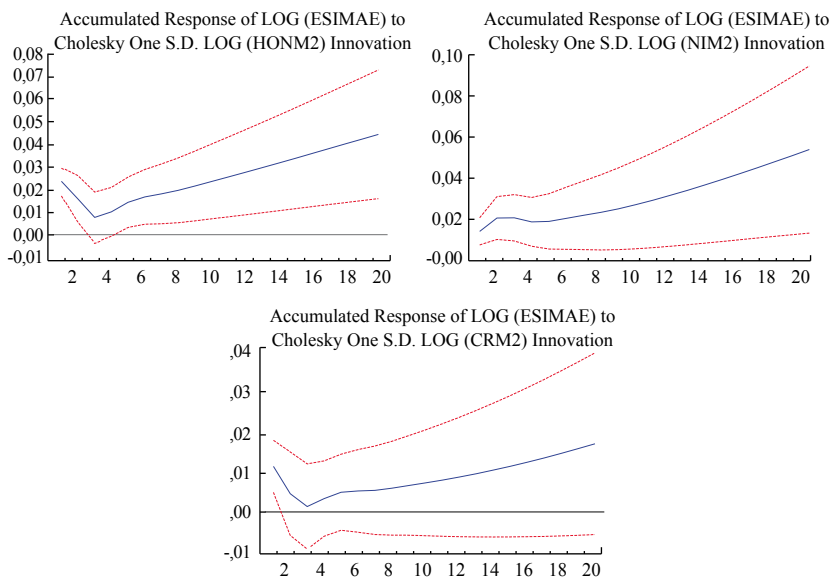 Accumulated Response of LOG (ESIMAE) to
Cholesky One S.D. LOG (HONM2) Innovation
0,08
0,07
0,06
0,05
0,04
0,03
0,02
0,01
0,00
-0,01
2 4 6 8 10 12 14 16 18 20
Accumulated Response of LOG (ESIMAE) to
Cholesky One S.D. LOG (NIM2) Innovation
0,10
0,08
0,06
0,04
0,02
-0,00
2 4 6 8 10 12 14 16 18 20
Accumulated Response of LOG (ESIMAE) to
Cholesky One S.D. LOG (CRM2) Innovation
,04
,03
,02
,01
,00
,01
2 4 6 8 10 12 14 16 18 20